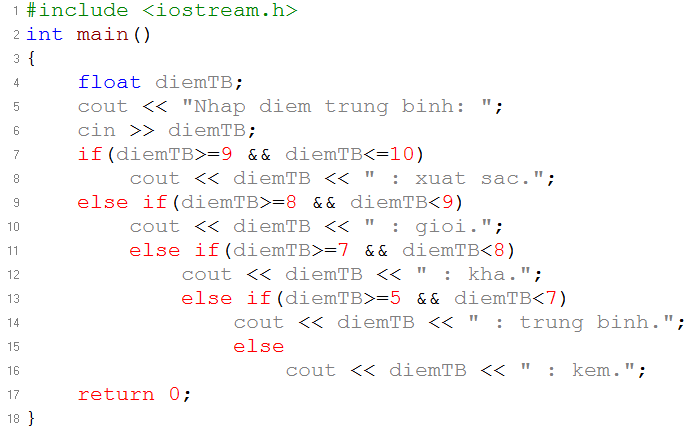 1 #include <iostream.h>
2 int main()
3 {
4     float diemTB;
5     cout << "Nhap diem trung binh: ";
6     cin >> diemTB;
7     if(diemTB>=9 && diemTB<=10)
8         cout << diemTB << " : xuat sac.";
9     else if(diemTB>=8 && diemTB<9)
10         cout << diemTB << " : gioi.";
11         else if(diemTB>=7 && diemTB<8)
12             cout << diemTB << " : kha.";
13             else if(diemTB>=5 && diemTB<7)
14                 cout << diemTB << " : trung binh.";
15                 else
16                     cout << diemTB << " : kem.";
17     return 0;
18 }